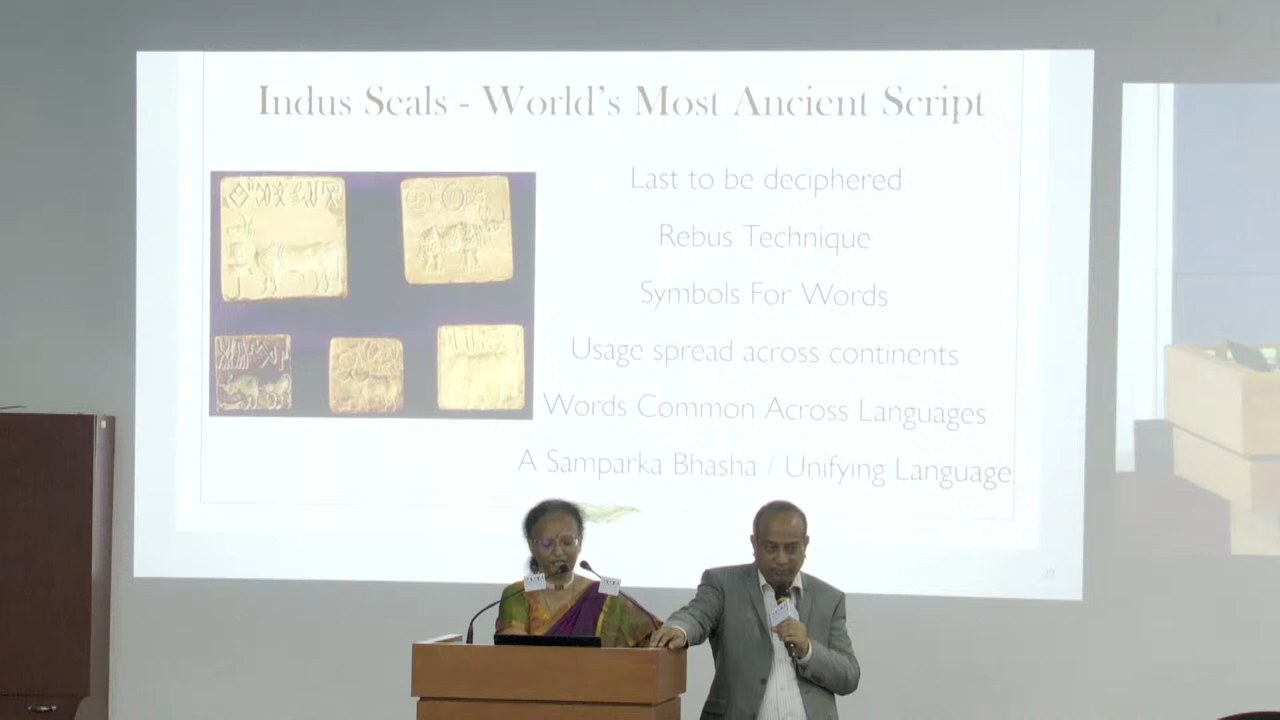 Indus Seals - World's Most Ancient Script
Last to be deciphered
Rebus Technique
Symbols For Words
Usage spread across continents
Words Common Across Languages
A Samparka Bhasha / Unifying Language